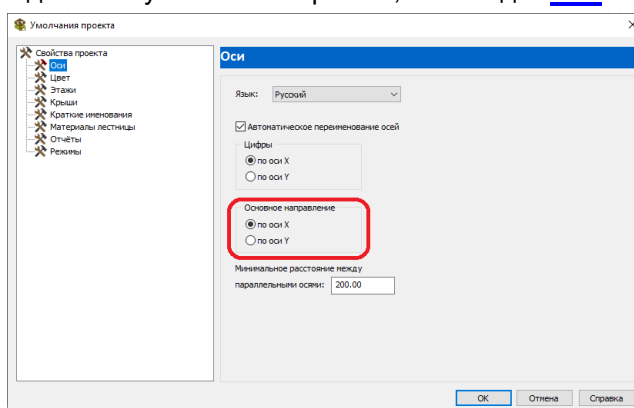 Умолчания проекта
Свойства проекта
Оси
Цвет
Этажи
Крыши
Краткие именования
Материалы лестницы
Отчёты
Режимы
Оси
Язык: Русский
Автоматическое переименование осей
Цифры
по оси X
по оси Y
Основное направление
по оси X
по оси Y
Минимальное расстояние между
параллельными осями: 200.00
ОК Отмена Справка